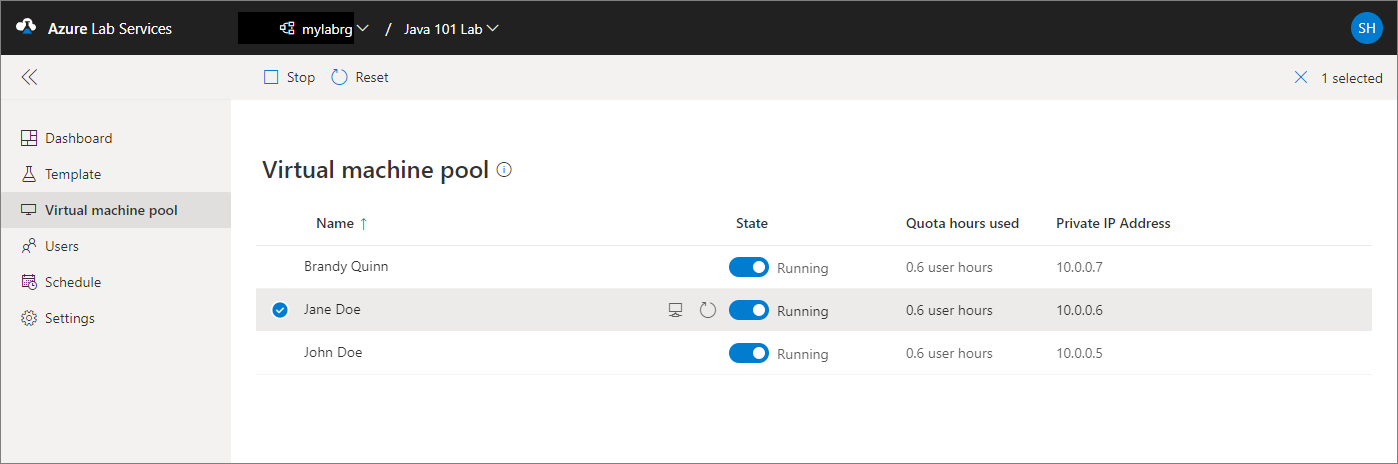 Azure Lab Services mylabrg / Java 101 Lab SH
Stop Reset 1 selected
Dashboard
Template
Virtual machine pool
Users
Schedule
Settings
Virtual machine pool
Name ↑ State Quota hours used Private IP Address
Brandy Quinn Running 0.6 user hours 10.0.0.7
Jane Doe Running 0.6 user hours 10.0.0.6
John Doe Running 0.6 user hours 10.0.0.5